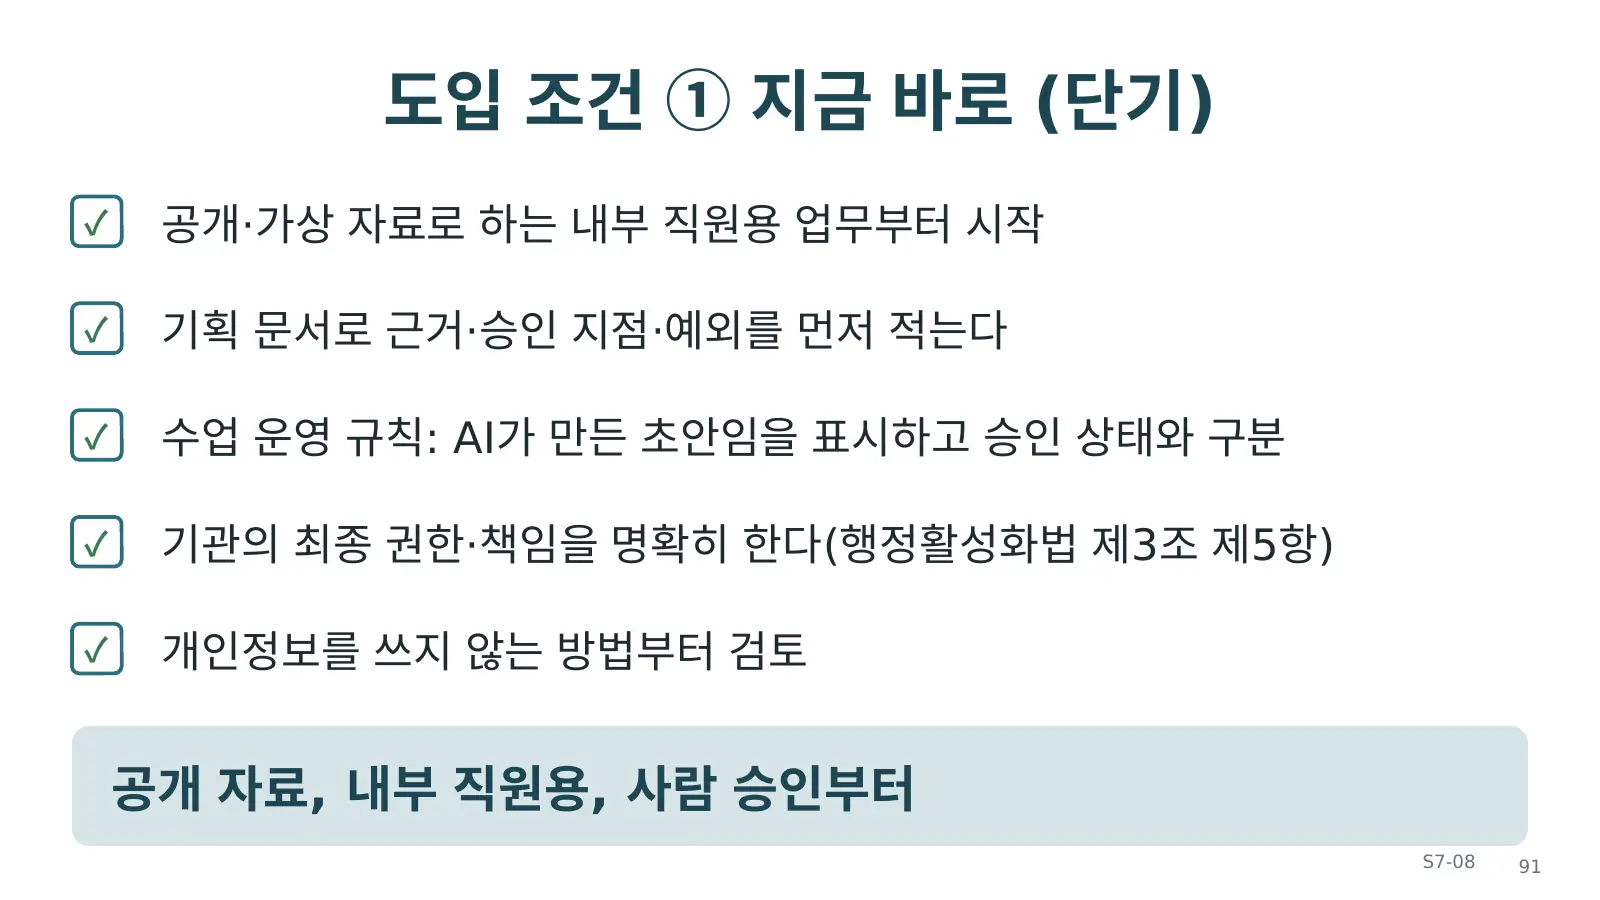 도입 조건 ① 지금 바로 (단기)
✓ 공개·가상 자료로 하는 내부 직원용 업무부터 시작
✓ 기획 문서로 근거·승인 지점·예외를 먼저 적는다
✓ 수업 운영 규칙: AI가 만든 초안임을 표시하고 승인 상태와 구분
✓ 기관의 최종 권한·책임을 명확히 한다(행정활성화법 제3조 제5항)
✓ 개인정보를 쓰지 않는 방법부터 검토
공개 자료, 내부 직원용, 사람 승인부터
S7-08
91